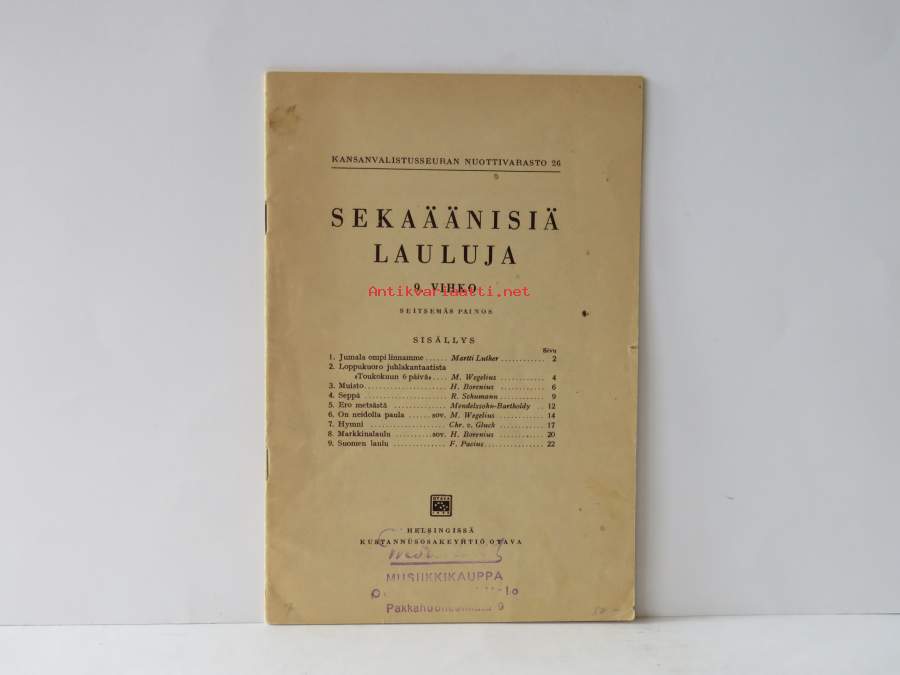 KANSANVALISTUSSEURAN NUOTTIVARASTO 26
SEKAÄÄNISIÄ
LAULUJA
9. VIHKO
Antikvariaatti.net
SEITSEMÄS PAINOS
SISÄLLYS
Sivu
1. Jumala ompi linnamme ...... Martti Luther ........... 2
2. Loppukuoro juhlakantaatista
«Toukokuun 6 päivä» .... M. Wegelius ........... 4
3. Muisto .................... H. Borenius ........... 6
4. Seppä .................... R. Schumann ........... 9
5. Ero metsästä ............. Mendelssohn-Bartholdy .. 12
6. On neidolla paula ...... sov. M. Wegelius ........... 14
7. Hymni .................... Chr. v. Gluck ........... 17
8. Markkinalaulu ......... sov. H. Borenius ........... 20
9. Suomen laulu ............. F. Pacius ........... 22
OTAVA
HELSINGISSÄ
KUSTANNUSOSAKEYHTIÖ OTAVA
MUSIIKKIKAUPPA
9